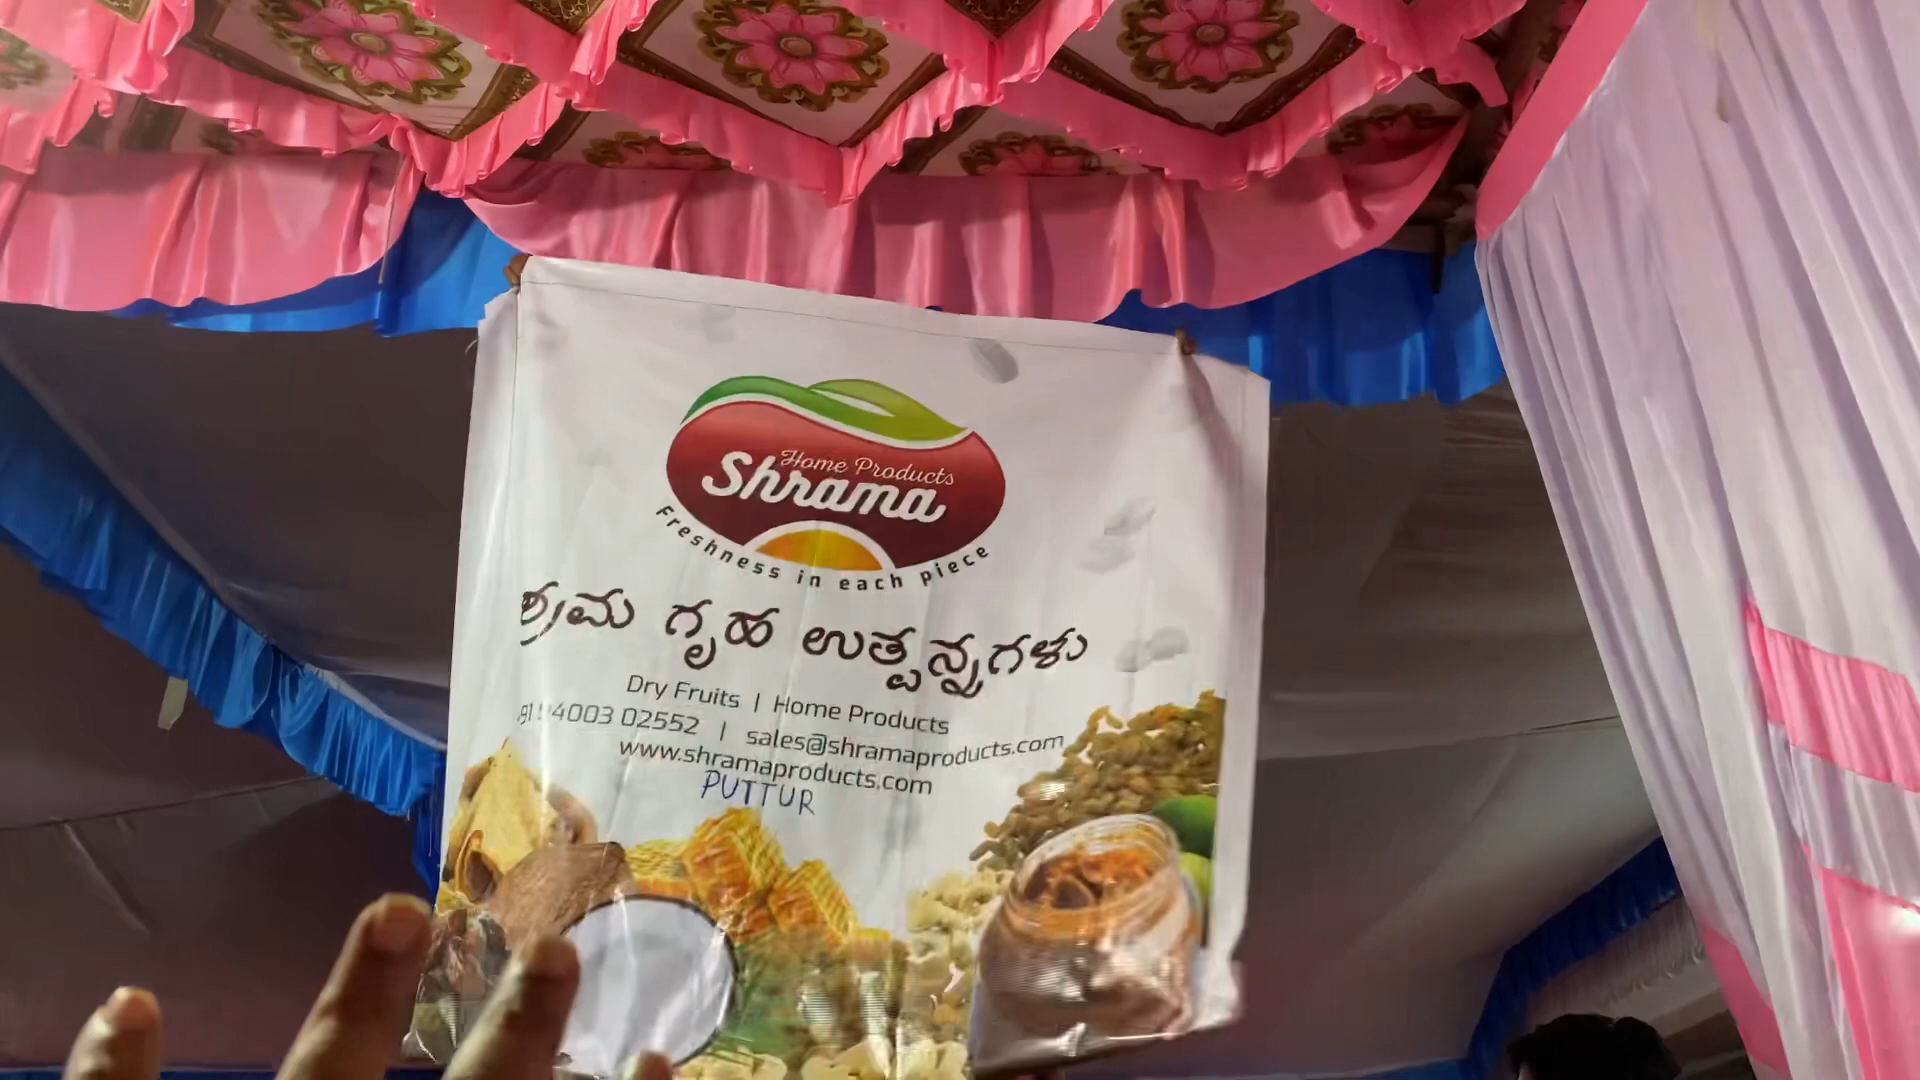 Home Products
Shrama
Freshness in each piece
ಶ್ರಮ ಗೃಹ ಉತ್ಪನ್ನಗಳು
Dry Fruits | Home Products
94003 02552 | sales@shramaproducts.com
www.shramaproducts.com
PUTTUR